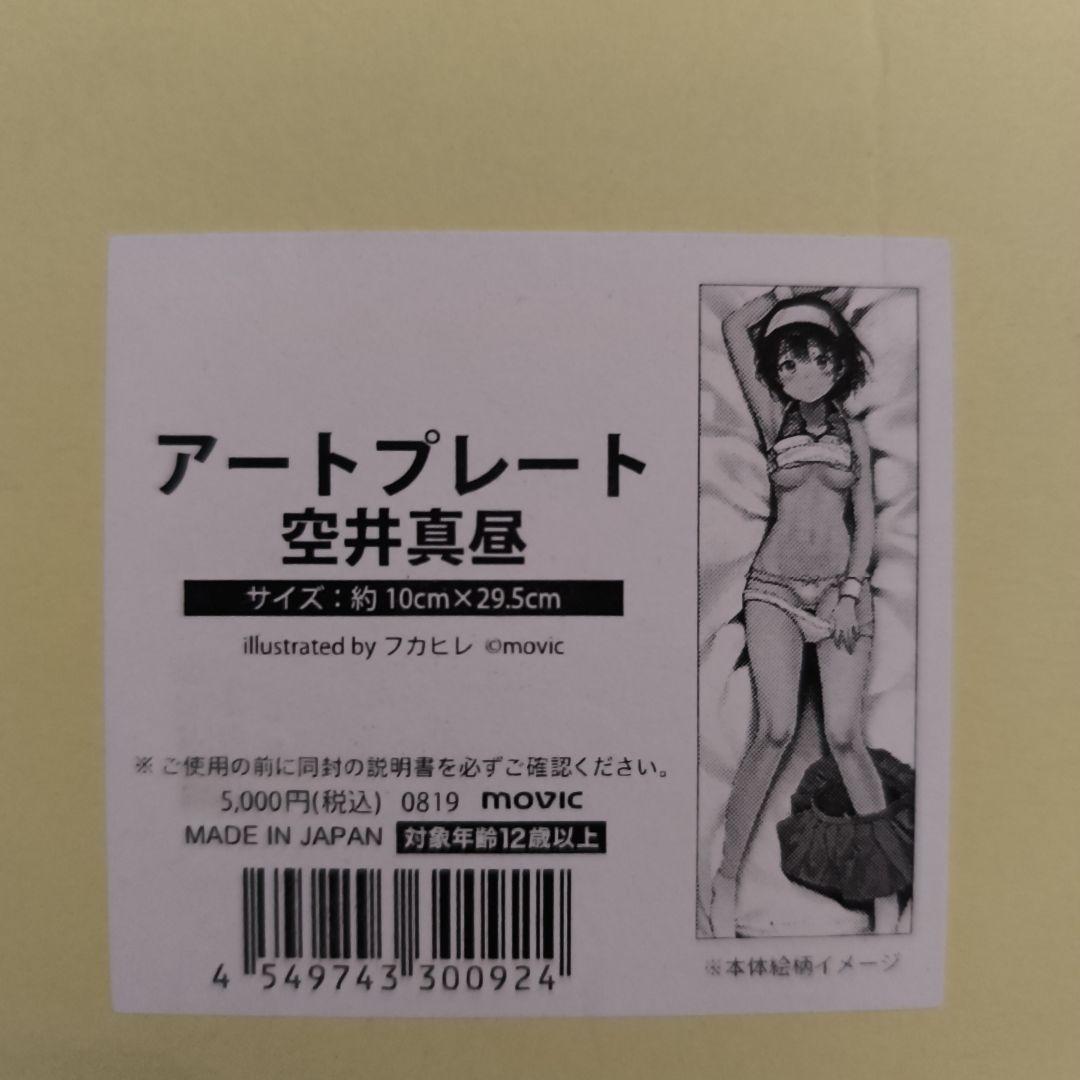 アートプレート
空井真昼
サイズ：約 10cm×29.5cm
illustrated by フカヒレ ©movic
※ ご使用の前に同封の説明書を必ずご確認ください。
5,000円(税込) 0819 movic
MADE IN JAPAN 対象年齢12歳以上
4 549743 300924
※本体絵柄イメージ